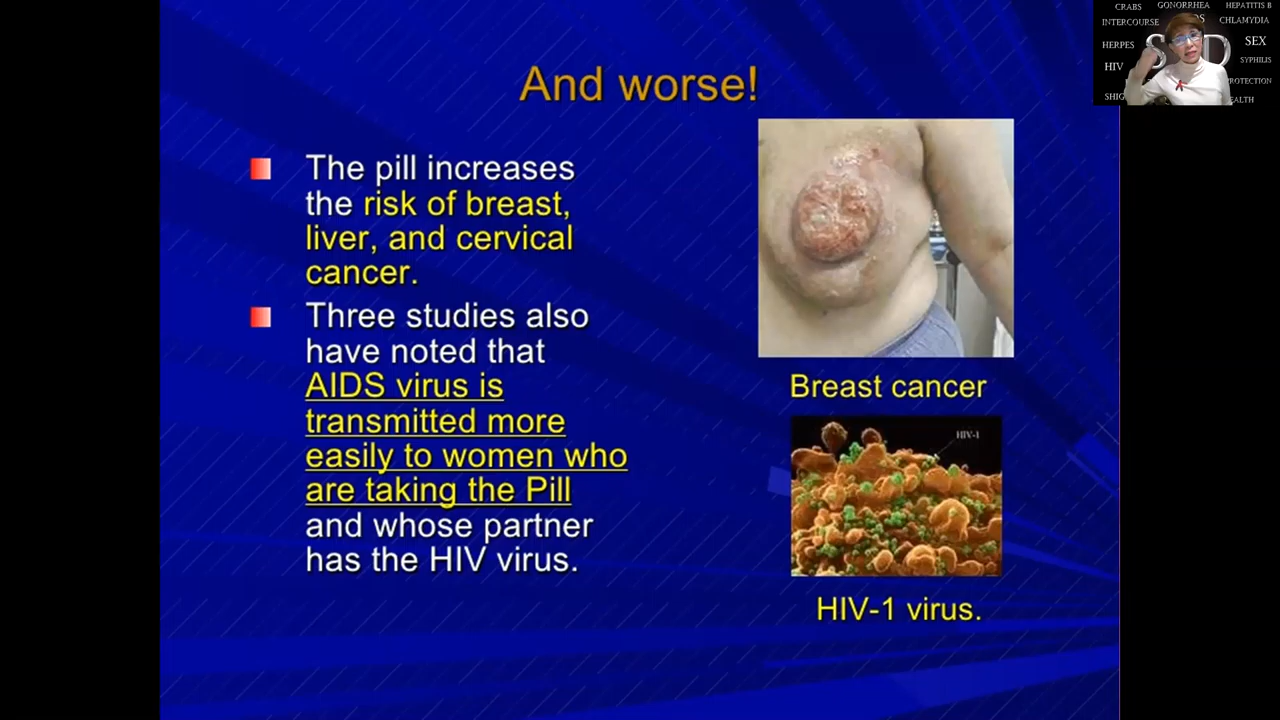 And worse!
The pill increases
the risk of breast,
liver, and cervical
cancer.
Three studies also
have noted that
AIDS virus is
transmitted more
easily to women who
are taking the Pill
and whose partner
has the HIV virus.
Breast cancer
HIV-1
HIV-1 virus.
CRABS
GONORRHEA
HEPATITIS B
INTERCOURSE
CHLAMYDIA
HERPES
SEX
HIV
SYPHILIS